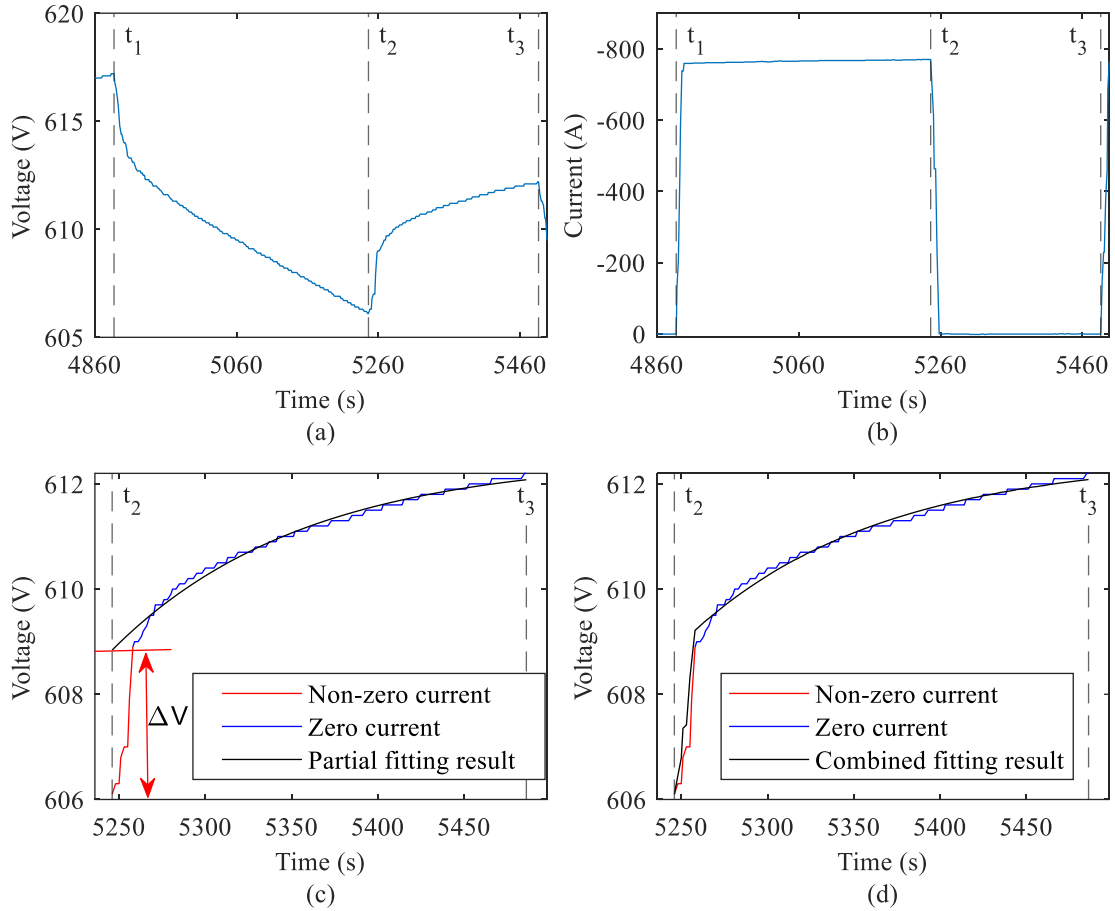 620
615
610
605
Voltage (V)
t1
t2
t3
4860 5060 5260 5460
Time (s)
(a)
-800
-600
-400
-200
0
Current (A)
t1
t2
t3
4860 5060 5260 5460
Time (s)
(b)
612
610
608
606
Voltage (V)
t2
t3
ΔV
Non-zero current
Zero current
Partial fitting result
5250 5300 5350 5400 5450
Time (s)
(c)
612
610
608
606
Voltage (V)
t2
t3
Non-zero current
Zero current
Combined fitting result
5250 5300 5350 5400 5450
Time (s)
(d)